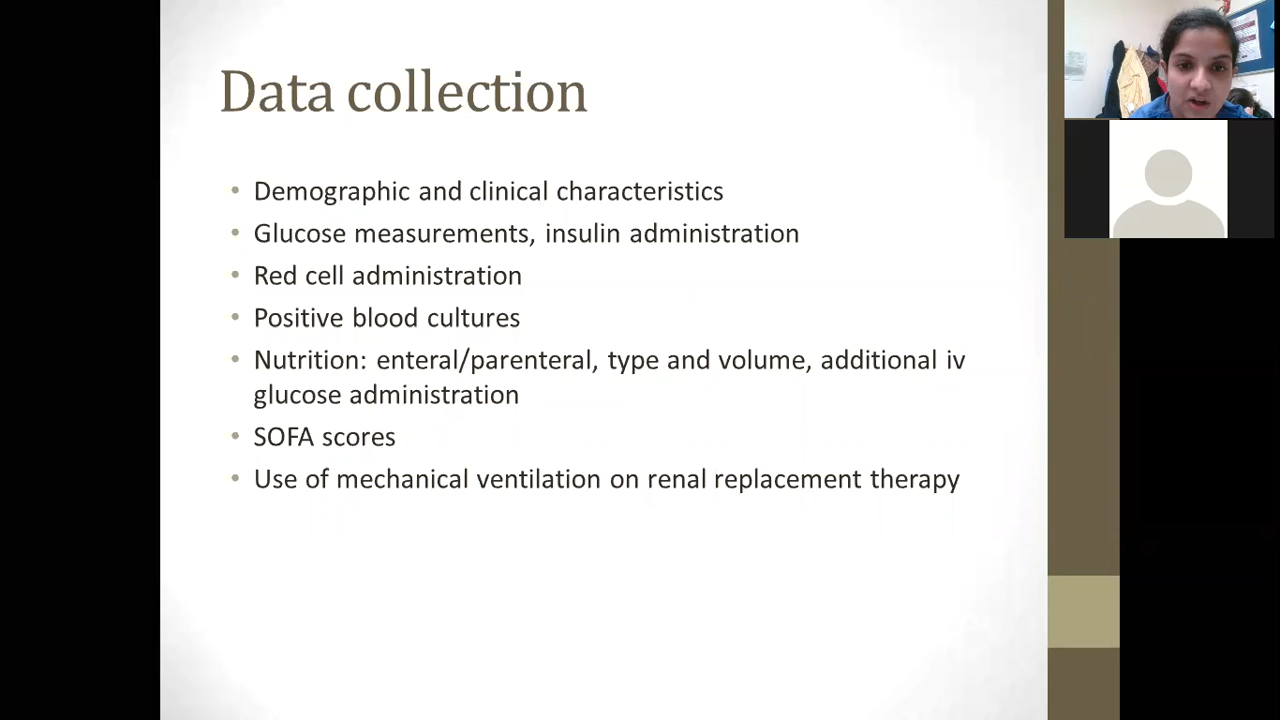 Data collection
• Demographic and clinical characteristics
• Glucose measurements, insulin administration
• Red cell administration
• Positive blood cultures
• Nutrition: enteral/parenteral, type and volume, additional iv
glucose administration
• SOFA scores
• Use of mechanical ventilation on renal replacement therapy